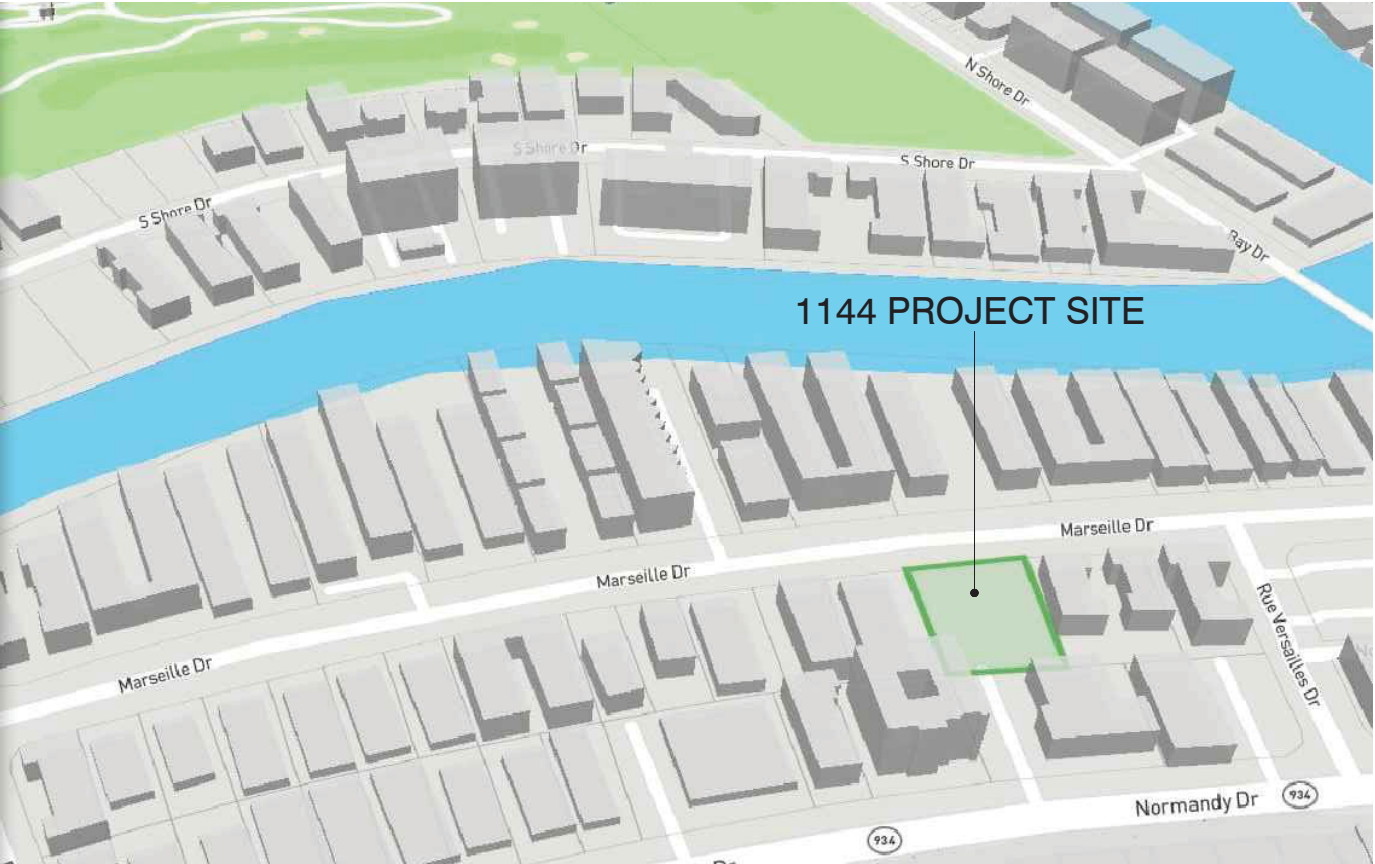 N Shore Dr
S Shore Dr
S Shore Dr
S Shore Dr
Bay Dr
1144 PROJECT SITE
Marseille Dr
Marseille Dr
Marseille Dr
Rue Versailles Dr
Normandy Dr
934
934
Dr